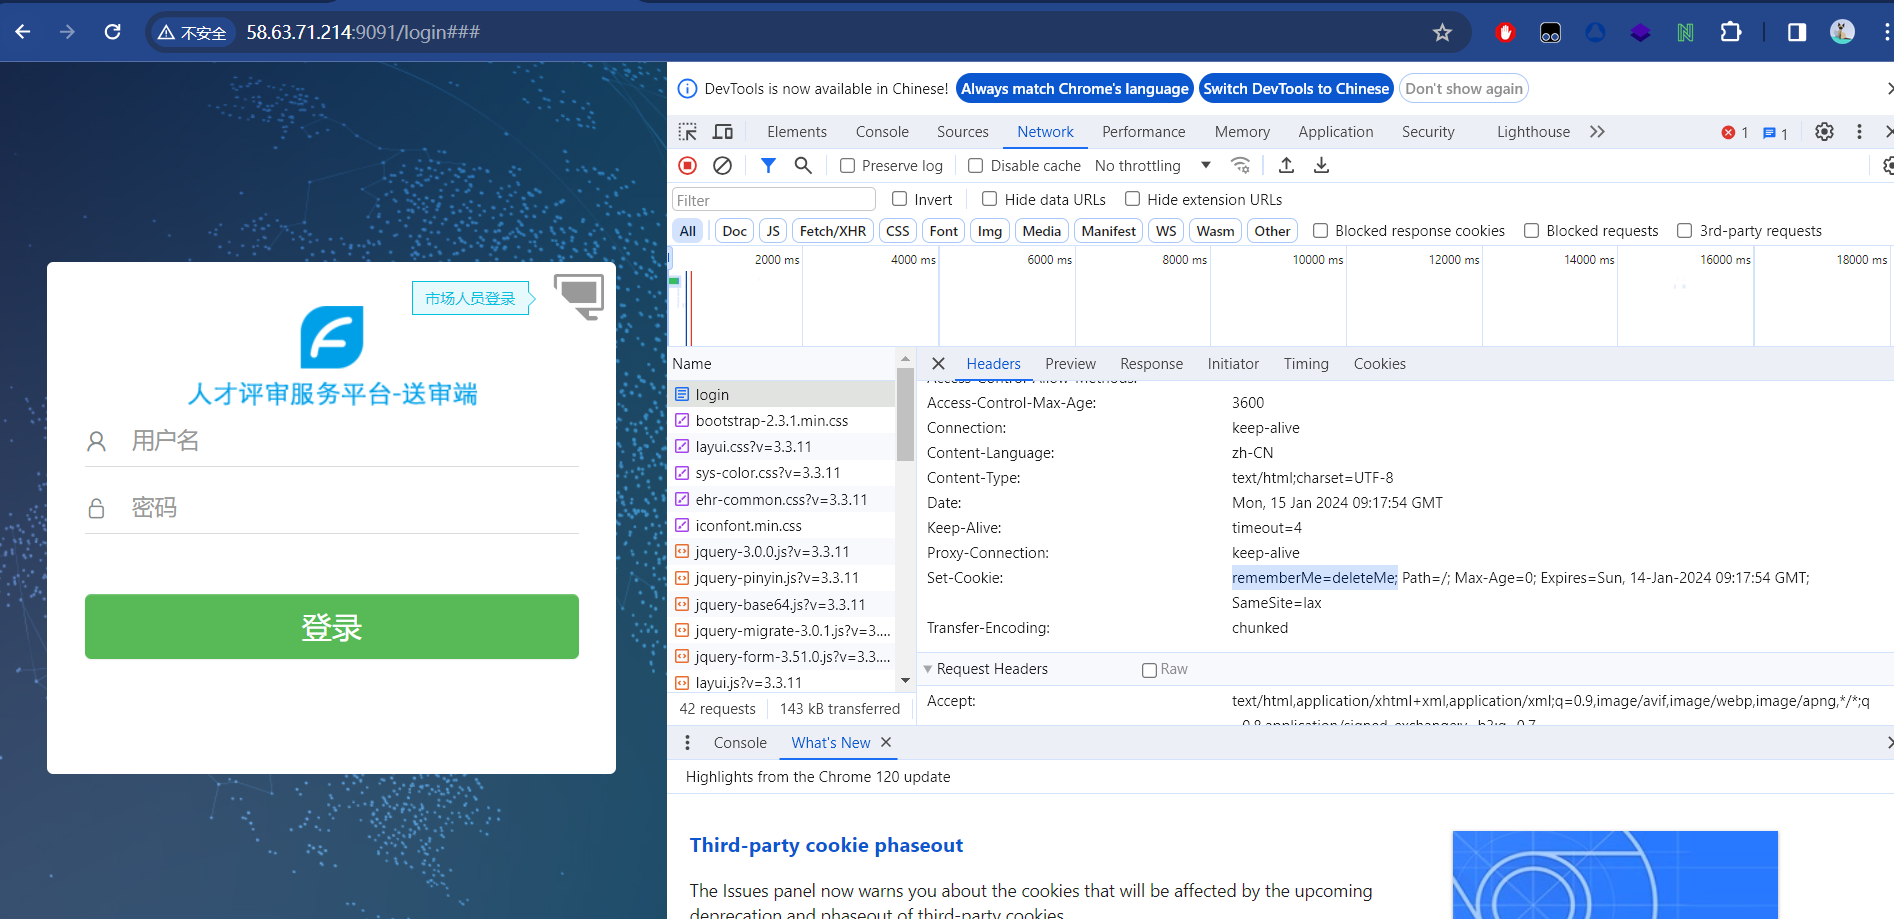 不安全 58.63.71.214:9091/login###
市场人员登录
人才评审服务平台-送审端
用户名
密码
登录
DevTools is now available in Chinese! Always match Chrome's language Switch DevTools to Chinese Don't show again
Elements Console Sources Network Performance Memory Application Security Lighthouse 1 1
Preserve log Disable cache No throttling
Filter Invert Hide data URLs Hide extension URLs
All Doc JS Fetch/XHR CSS Font Img Media Manifest WS Wasm Other Blocked response cookies Blocked requests 3rd-party requests
2000 ms 4000 ms 6000 ms 8000 ms 10000 ms 12000 ms 14000 ms 16000 ms 18000 ms
Name
login
bootstrap-2.3.1.min.css
layui.css?v=3.3.11
sys-color.css?v=3.3.11
ehr-common.css?v=3.3.11
iconfont.min.css
jquery-3.0.0.js?v=3.3.11
jquery-pinyin.js?v=3.3.11
jquery-base64.js?v=3.3.11
jquery-migrate-3.0.1.js?v=3....
jquery-form-3.51.0.js?v=3.3....
layui.js?v=3.3.11
42 requests 143 kB transferred
Headers Preview Response Initiator Timing Cookies
Access-Control-Allow-Methods:
Access-Control-Max-Age: 3600
Connection: keep-alive
Content-Language: zh-CN
Content-Type: text/html;charset=UTF-8
Date: Mon, 15 Jan 2024 09:17:54 GMT
Keep-Alive: timeout=4
Proxy-Connection: keep-alive
Set-Cookie: rememberMe=deleteMe; Path=/; Max-Age=0; Expires=Sun, 14-Jan-2024 09:17:54 GMT;
SameSite=lax
Transfer-Encoding: chunked
Request Headers Raw
Accept: text/html,application/xhtml+xml,application/xml;q=0.9,image/avif,image/webp,image/apng,*/*;q
Console What's New
Highlights from the Chrome 120 update
Third-party cookie phaseout
The Issues panel now warns you about the cookies that will be affected by the upcoming
deprecation and phaseout of third-party cookies.